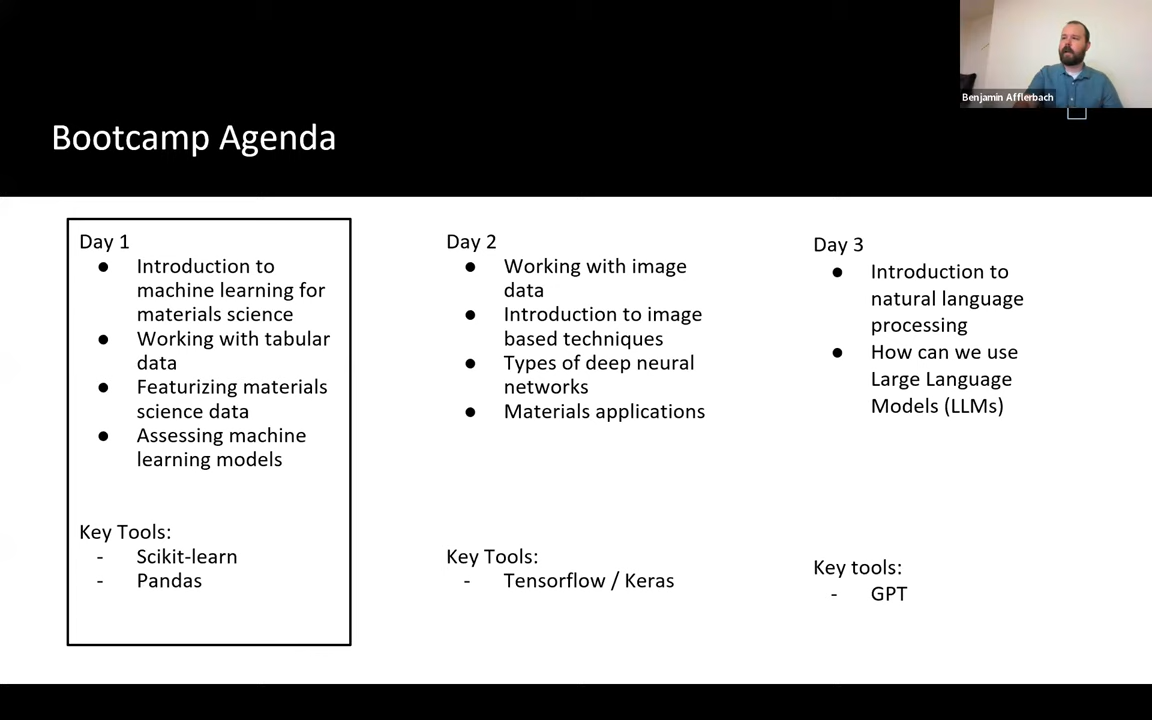 Benjamin Afflerbach
Bootcamp Agenda
Day 1
● Introduction to
machine learning for
materials science
● Working with tabular
data
● Featurizing materials
science data
● Assessing machine
learning models
Key Tools:
- Scikit-learn
- Pandas
Day 2
● Working with image
data
● Introduction to image
based techniques
● Types of deep neural
networks
● Materials applications
Key Tools:
- Tensorflow / Keras
Day 3
● Introduction to
natural language
processing
● How can we use
Large Language
Models (LLMs)
Key tools:
- GPT